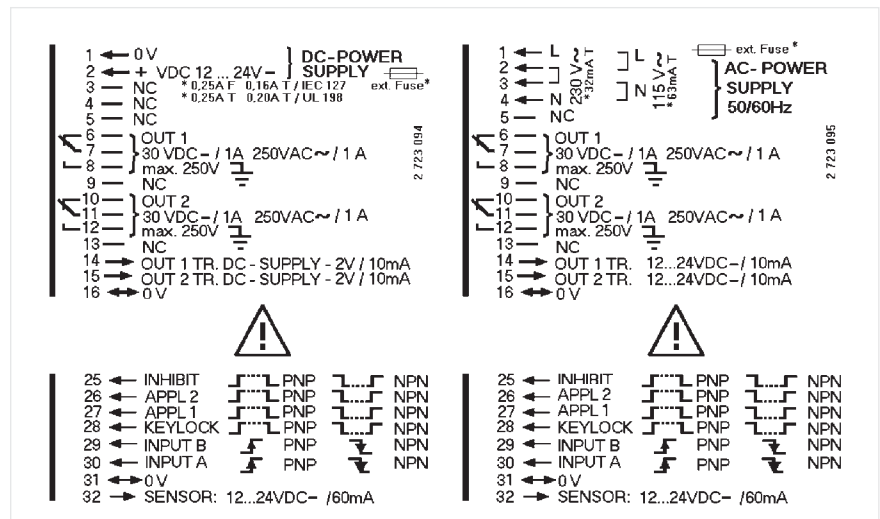 1 0V DC-POWER
2 + VDC 12 ... 24V- SUPPLY
3 NC * 0,25A F 0,16A T / IEC 127 ext. Fuse*
4 NC * 0,25A T 0,20A T / UL 198
5 NC
6 OUT 1
7 30 VDC- / 1A 250VAC~ / 1 A
8 max. 250V
9 NC
10 OUT 2
11 30 VDC- / 1A 250VAC~ / 1 A
12 max. 250V
13 NC
14 OUT 1 TR. DC - SUPPLY - 2V / 10mA
15 OUT 2 TR. DC - SUPPLY - 2V / 10mA
16 0 V
2 723 094
!
25 INHIBIT PNP NPN
26 APPL 2 PNP NPN
27 APPL 1 PNP NPN
28 KEYLOCK PNP NPN
29 INPUT B PNP NPN
30 INPUT A PNP NPN
31 0 V
32 SENSOR: 12...24VDC- /60mA
1 L L ext. Fuse *
2 AC- POWER
3 SUPPLY
4 N N 50/60Hz
230 V~
*32mA T
115 V~
*63mA T
5 NC
6 OUT 1
7 30 VDC- / 1A 250VAC~ / 1 A
8 max. 250V
9 NC
10 OUT 2
11 30 VDC- / 1A 250VAC~ / 1 A
12 max. 250V
13 NC
14 OUT 1 TR. 12...24VDC-/ 10mA
15 OUT 2 TR. 12...24VDC-/ 10mA
16 0 V
2 723 095
!
25 INHIBIT PNP NPN
26 APPL 2 PNP NPN
27 APPL 1 PNP NPN
28 KEYLOCK PNP NPN
29 INPUT B PNP NPN
30 INPUT A PNP NPN
31 0 V
32 SENSOR: 12...24VDC- /60mA